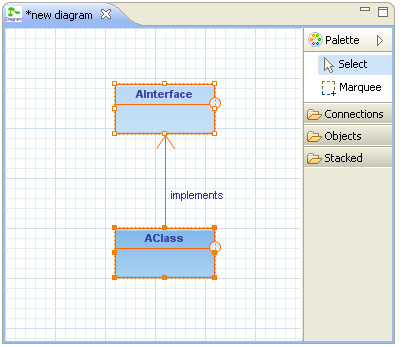 Diagram
*new diagram
Palette
Select
Marquee
Connections
Objects
Stacked
AInterface
implements
AClass